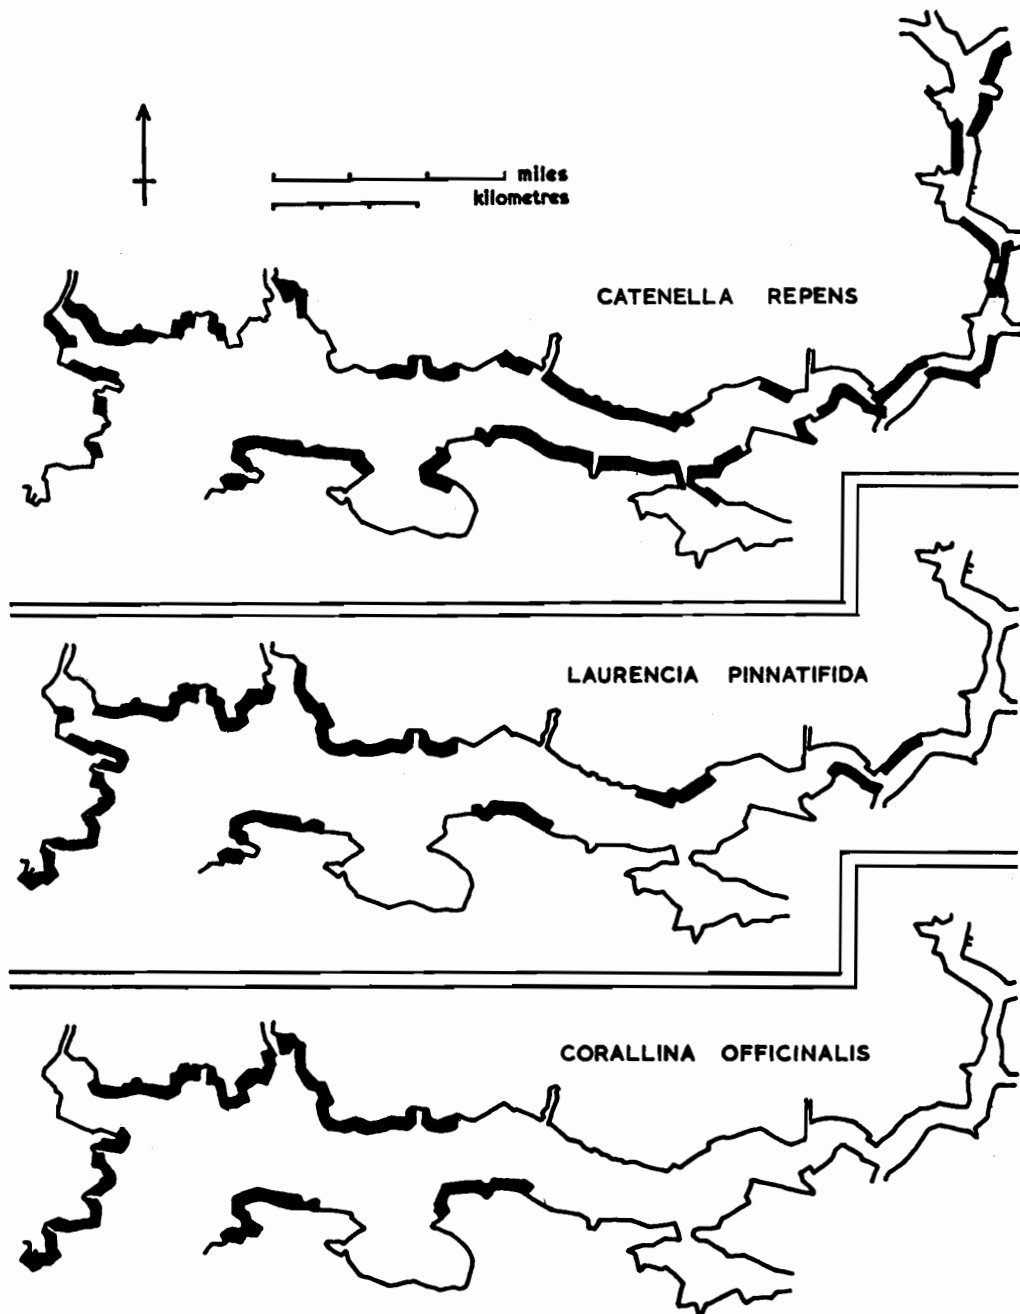 miles
kilometres
CATENELLA REPENS
LAURENCIA PINNATIFIDA
CORALLINA OFFICINALIS